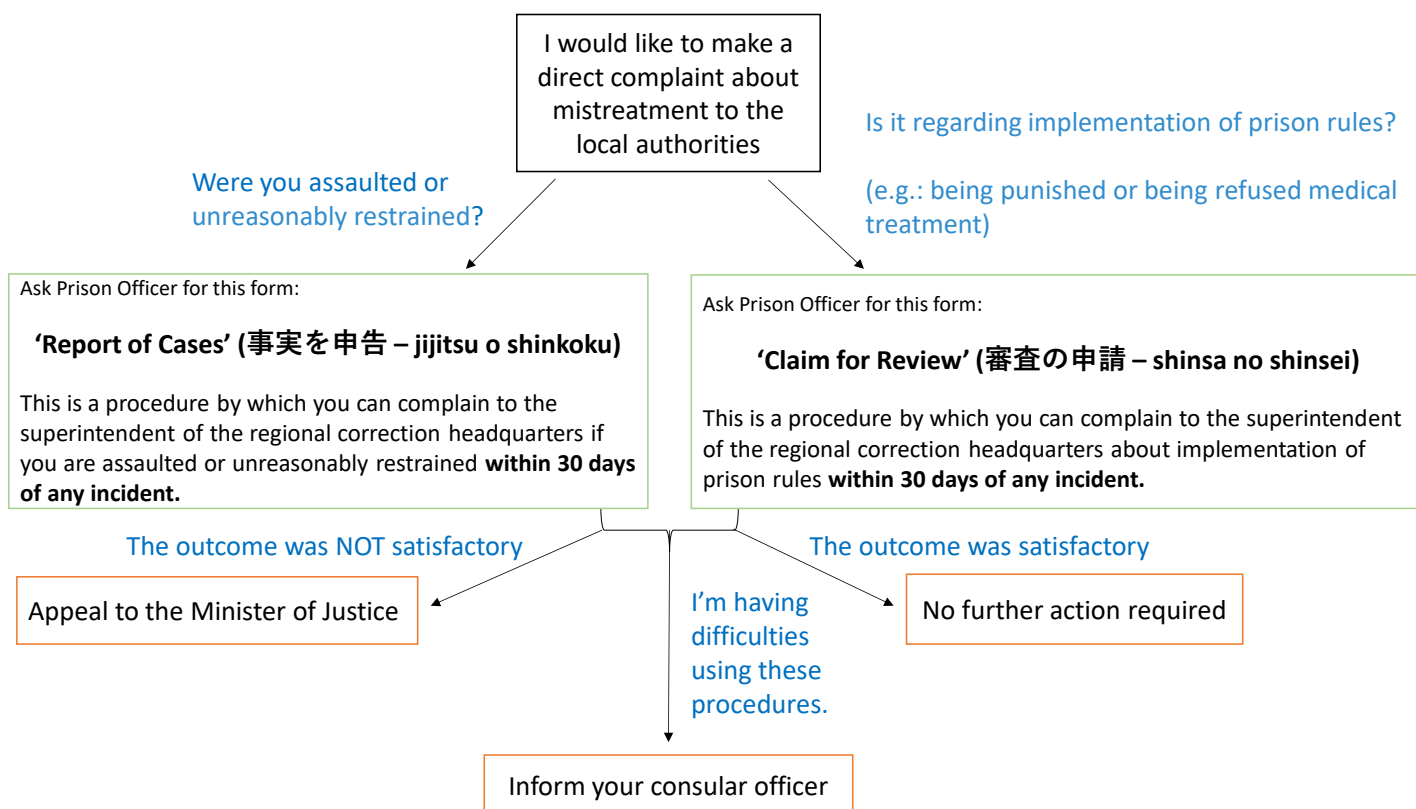 I would like to make a
direct complaint about
mistreatment to the
local authorities
Were you assaulted or
unreasonably restrained?
Is it regarding implementation of prison rules?
(e.g.: being punished or being refused medical
treatment)
Ask Prison Officer for this form:
‘Report of Cases’ (事実を申告 – jijitsu o shinkoku)
This is a procedure by which you can complain to the
superintendent of the regional correction headquarters if
you are assaulted or unreasonably restrained within 30 days
of any incident.
Ask Prison Officer for this form:
‘Claim for Review’ (審査の申請 – shinsa no shinsei)
This is a procedure by which you can complain to the superintendent
of the regional correction headquarters about implementation of
prison rules within 30 days of any incident.
The outcome was NOT satisfactory
The outcome was satisfactory
Appeal to the Minister of Justice
I’m having
difficulties
using these
procedures.
No further action required
Inform your consular officer